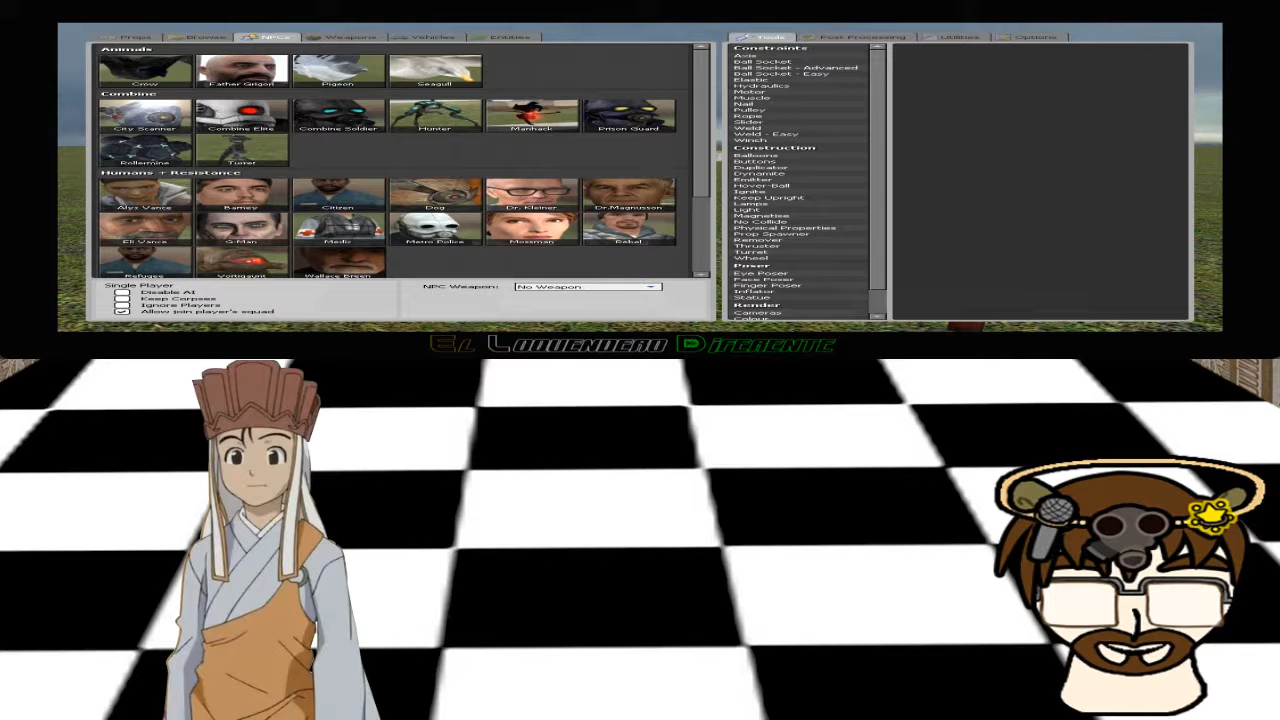 Props Browse NPCs Weapons Vehicles Entities
Animals
Crow Father Grigori Pigeon Seagull
Combine
City Scanner Combine Elite Combine Soldier Hunter Manhack Prison Guard
Rollermine Turret
Humans + Resistance
Alyx Vance Barney Citizen Dog Dr. Kleiner Dr. Magnusson
Eli Vance G-Man Medic Metro Police Mossman Rebel
Refugee Vortigaunt Wallace Breen
Single Player
Disable AI
Keep Corpses
Ignore Players
Allow join player's squad
NPC Weapon: No Weapon
Tools Post Processing Utilities Options
Constraints
Axis
Ball Socket
Ball Socket - Advanced
Ball Socket - Easy
Elastic
Hydraulics
Motor
Muscle
Nail
Pulley
Rope
Slider
Weld
Weld - Easy
Winch
Construction
Balloons
Buttons
Duplicator
Dynamite
Emitter
Hover-Ball
Ignite
Keep Upright
Lamps
Light
Magnetise
No Collide
Physical Properties
Prop Spawner
Remover
Thruster
Turret
Wheel
Poser
Eye Poser
Face Poser
Finger Poser
Inflator
Statue
Render
Cameras
Colour
El Loquendero Diferente